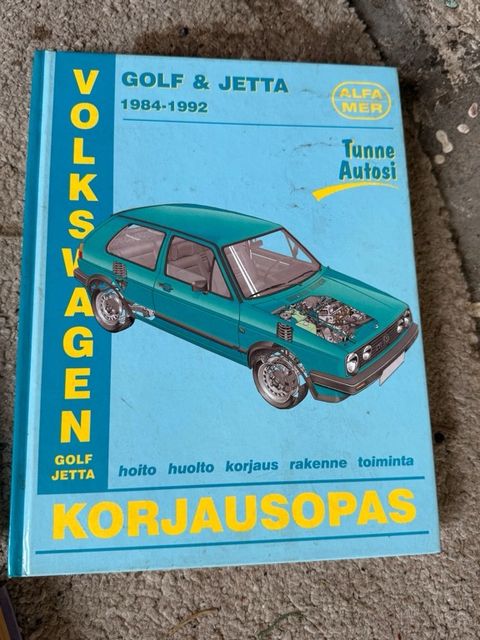 VOLKSWAGEN
GOLF
JETTA
GOLF & JETTA
1984-1992
ALFA
MER
Tunne
Autosi
hoito huolto korjaus rakenne toiminta
KORJAUSOPAS